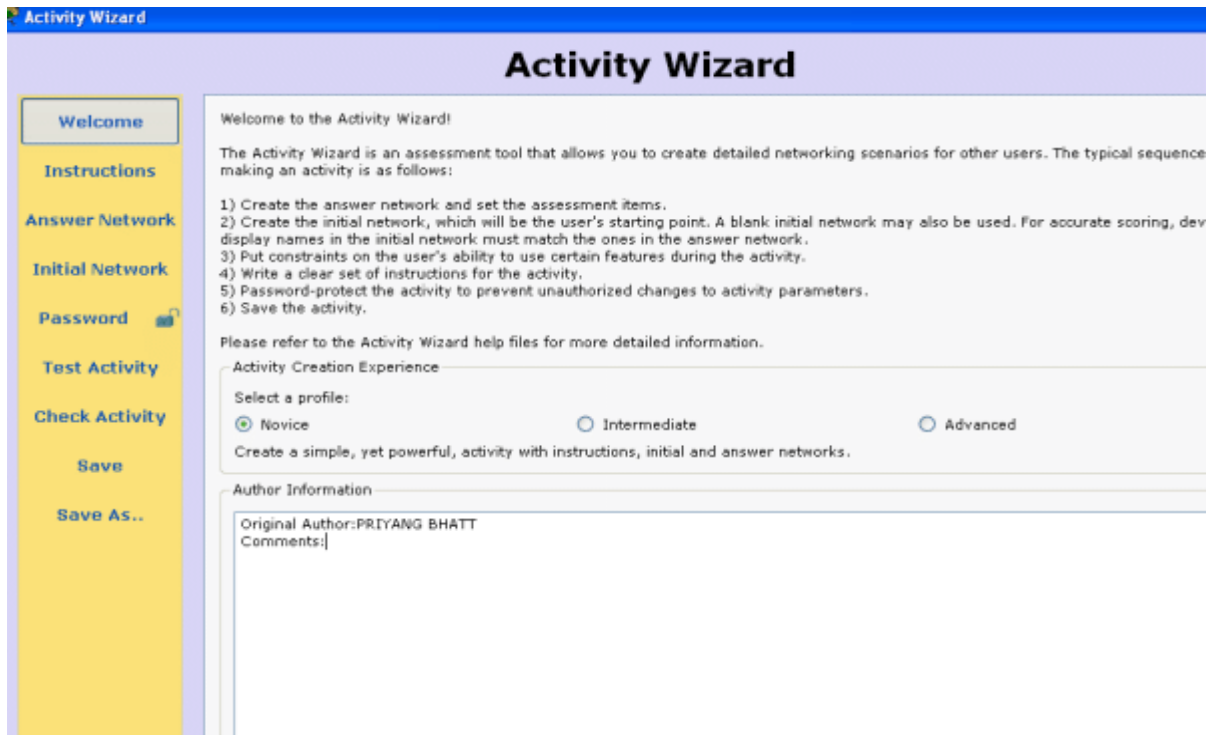 Activity Wizard
Activity Wizard
Welcome
Instructions
Answer Network
Initial Network
Password
Test Activity
Check Activity
Save
Save As..
Welcome to the Activity Wizard!
The Activity Wizard is an assessment tool that allows you to create detailed networking scenarios for other users. The typical sequence
making an activity is as follows:
1) Create the answer network and set the assessment items.
2) Create the initial network, which will be the user's starting point. A blank initial network may also be used. For accurate scoring, dev
display names in the initial network must match the ones in the answer network.
3) Put constraints on the user's ability to use certain features during the activity.
4) Write a clear set of instructions for the activity.
5) Password-protect the activity to prevent unauthorized changes to activity parameters.
6) Save the activity.
Please refer to the Activity Wizard help files for more detailed information.
Activity Creation Experience
Select a profile:
Novice Intermediate Advanced
Create a simple, yet powerful, activity with instructions, initial and answer networks.
Author Information
Original Author:PRIYANG BHATT
Comments: